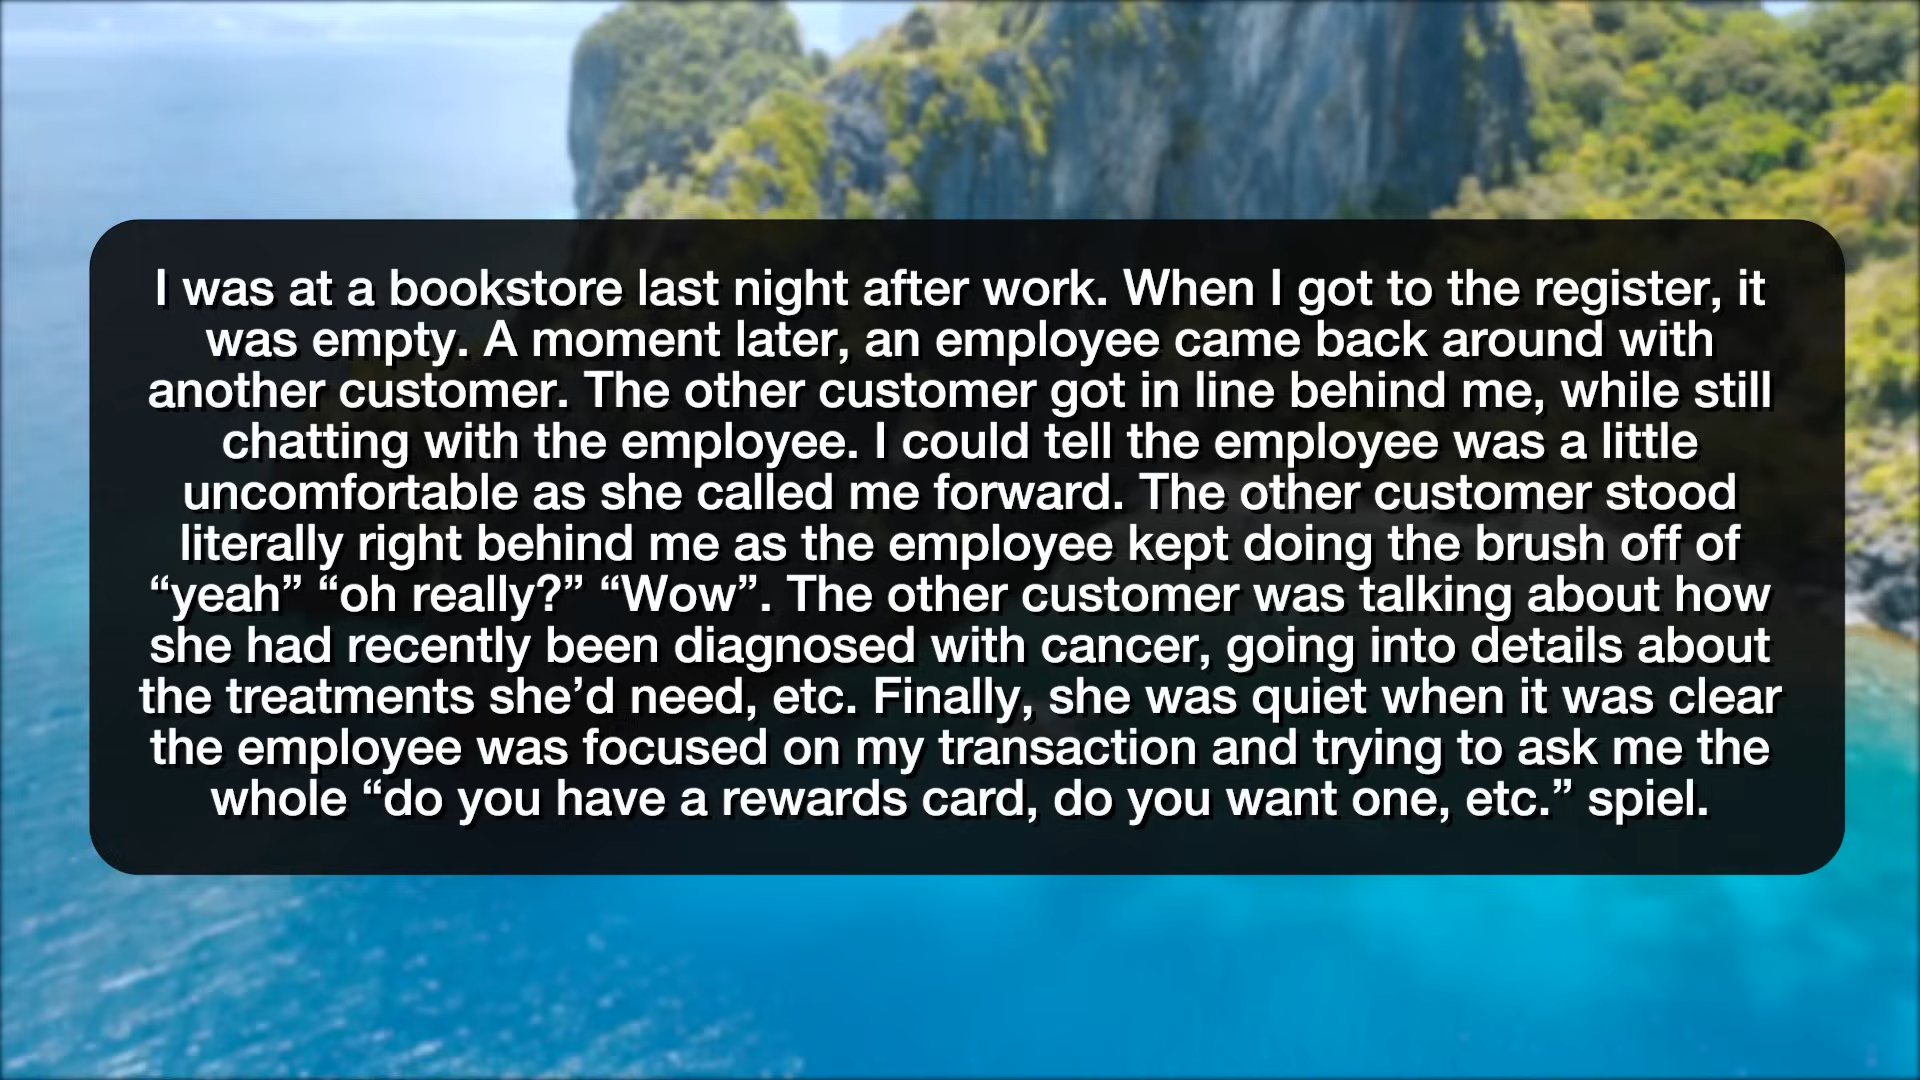 I was at a bookstore last night after work. When I got to the register, it
was empty. A moment later, an employee came back around with
another customer. The other customer got in line behind me, while still
chatting with the employee. I could tell the employee was a little
uncomfortable as she called me forward. The other customer stood
literally right behind me as the employee kept doing the brush off of
“yeah” “oh really?” “Wow”. The other customer was talking about how
she had recently been diagnosed with cancer, going into details about
the treatments she’d need, etc. Finally, she was quiet when it was clear
the employee was focused on my transaction and trying to ask me the
whole “do you have a rewards card, do you want one, etc.” spiel.